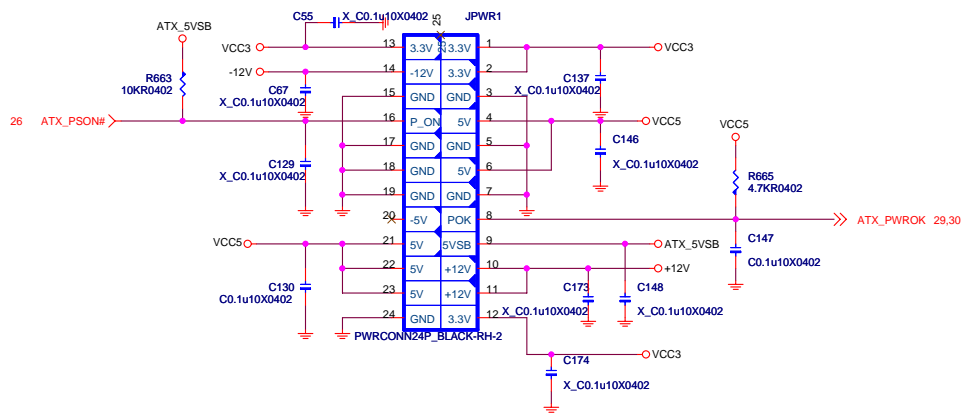 C55 X_C0.1u10X0402 25 JPWR1
ATX_5VSB
VCC3 13 3.3V 3.3V 1 VCC3
-12V 14 -12V 3.3V 2
R663
10KR0402
C67
X_C0.1u10X0402
C137
X_C0.1u10X0402
15 GND GND 3
26 ATX_PSON# 16 P_ON 5V 4 VCC5
VCC5
17 GND GND 5
C146
X_C0.1u10X0402
C129
X_C0.1u10X0402
18 GND 5V 6
R665
4.7KR0402
19 GND GND 7
20 -5V POK 8 ATX_PWROK 29,30
VCC5 21 5V 5VSB 9 ATX_5VSB
C147
C0.1u10X0402
22 5V +12V 10 +12V
C130
C0.1u10X0402
23 5V +12V 11
C173
X_C0.1u10X0402
C148
X_C0.1u10X0402
24 GND 3.3V 12
PWRCONN24P_BLACK-RH-2
VCC3
C174
X_C0.1u10X0402